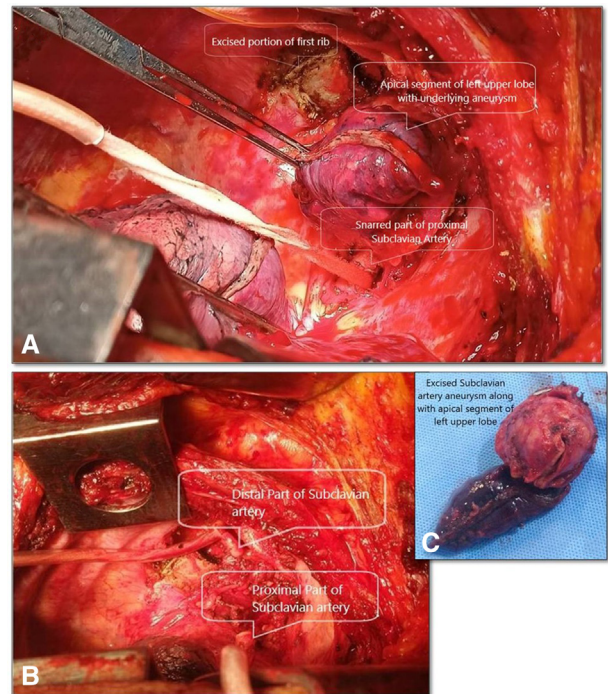 Excised portion of first rib
Apical segment of left upper lobe
with underlying aneurysm
Snarred part of proximal
Subclavian Artery
A
Distal Part of Subclavian
artery
Proximal Part of
Subclavian artery
B
Excised Subclavian
artery aneurysm along
with apical segment of
left upper lobe
C